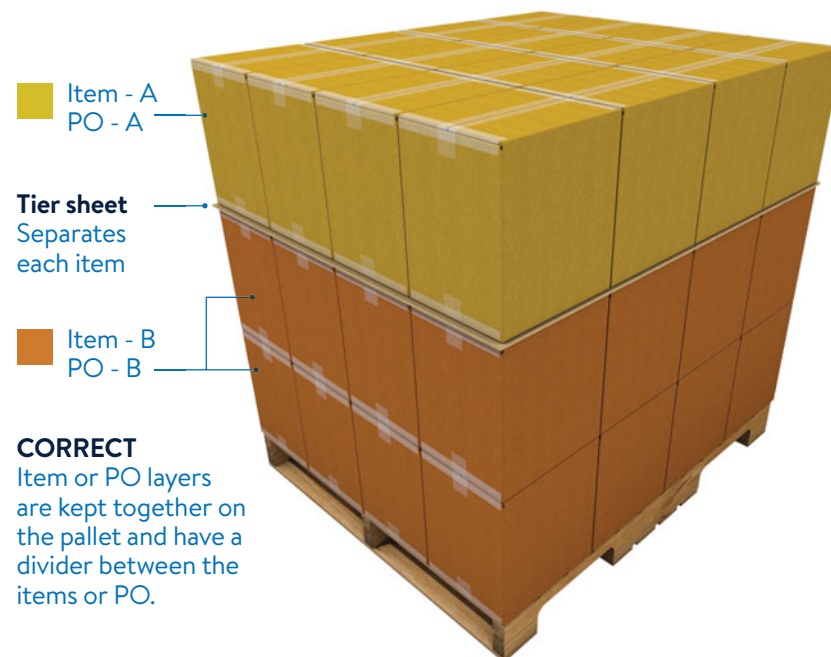 Item - A
PO - A
Tier sheet
Separates
each item
Item - B
PO - B
CORRECT
Item or PO layers
are kept together on
the pallet and have a
divider between the
items or PO.